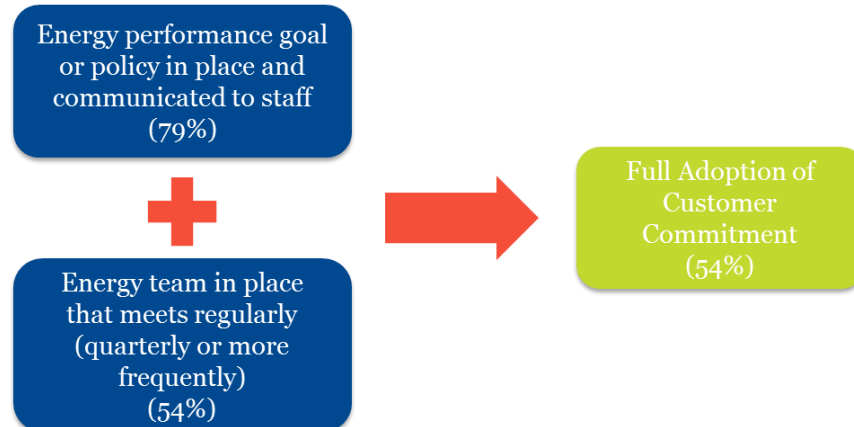 Energy performance goal
or policy in place and
communicated to staff
(79%)
Energy team in place
that meets regularly
(quarterly or more
frequently)
(54%)
Full Adoption of
Customer
Commitment
(54%)